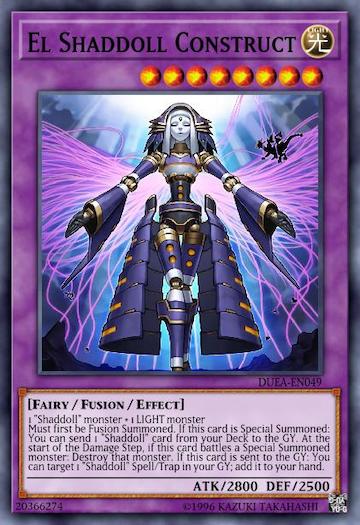 El Shaddoll Construct
LIGHT
光
DUEA-EN049
[Fairy / Fusion / Effect]
1 "Shaddoll" monster + 1 LIGHT monster
Must first be Fusion Summoned. If this card is Special Summoned:
You can send 1 "Shaddoll" card from your Deck to the GY. At the
start of the Damage Step, if this card battles a Special Summoned
monster: Destroy that monster. If this card is sent to the GY: You
can target 1 "Shaddoll" Spell/Trap in your GY; add it to your hand.
ATK/2800 DEF/2500
20366274
©1996 KAZUKI TAKAHASHI